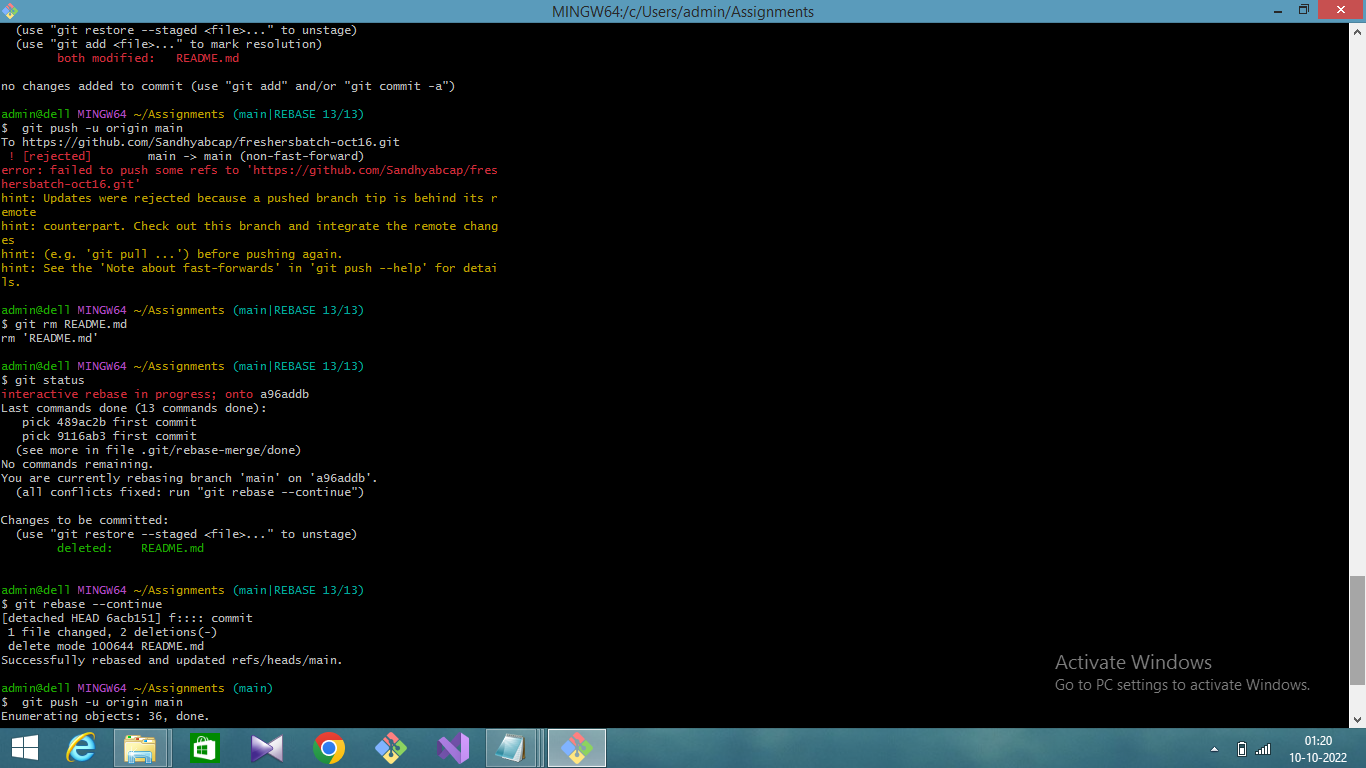 MINGW64:/c/Users/admin/Assignments
(use "git restore --staged <file>..." to unstage)
(use "git add <file>..." to mark resolution)
both modified:   README.md
no changes added to commit (use "git add" and/or "git commit -a")
admin@dell MINGW64 ~/Assignments (main|REBASE 13/13)
$  git push -u origin main
To https://github.com/Sandhyabcap/freshersbatch-oct16.git
! [rejected]        main -> main (non-fast-forward)
error: failed to push some refs to 'https://github.com/Sandhyabcap/fres
hersbatch-oct16.git'
hint: Updates were rejected because a pushed branch tip is behind its r
emote
hint: counterpart. Check out this branch and integrate the remote chang
es
hint: (e.g. 'git pull ...') before pushing again.
hint: See the 'Note about fast-forwards' in 'git push --help' for detai
ls.
admin@dell MINGW64 ~/Assignments (main|REBASE 13/13)
$ git rm README.md
rm 'README.md'
admin@dell MINGW64 ~/Assignments (main|REBASE 13/13)
$ git status
interactive rebase in progress; onto a96addb
Last commands done (13 commands done):
pick 489ac2b first commit
pick 9116ab3 first commit
(see more in file .git/rebase-merge/done)
No commands remaining.
You are currently rebasing branch 'main' on 'a96addb'.
(all conflicts fixed: run "git rebase --continue")
Changes to be committed:
(use "git restore --staged <file>..." to unstage)
deleted:    README.md
admin@dell MINGW64 ~/Assignments (main|REBASE 13/13)
$ git rebase --continue
[detached HEAD 6acb151] f:::: commit
1 file changed, 2 deletions(-)
delete mode 100644 README.md
Successfully rebased and updated refs/heads/main.
admin@dell MINGW64 ~/Assignments (main)
$  git push -u origin main
Enumerating objects: 36, done.
Activate Windows
Go to PC settings to activate Windows.
01:20
10-10-2022